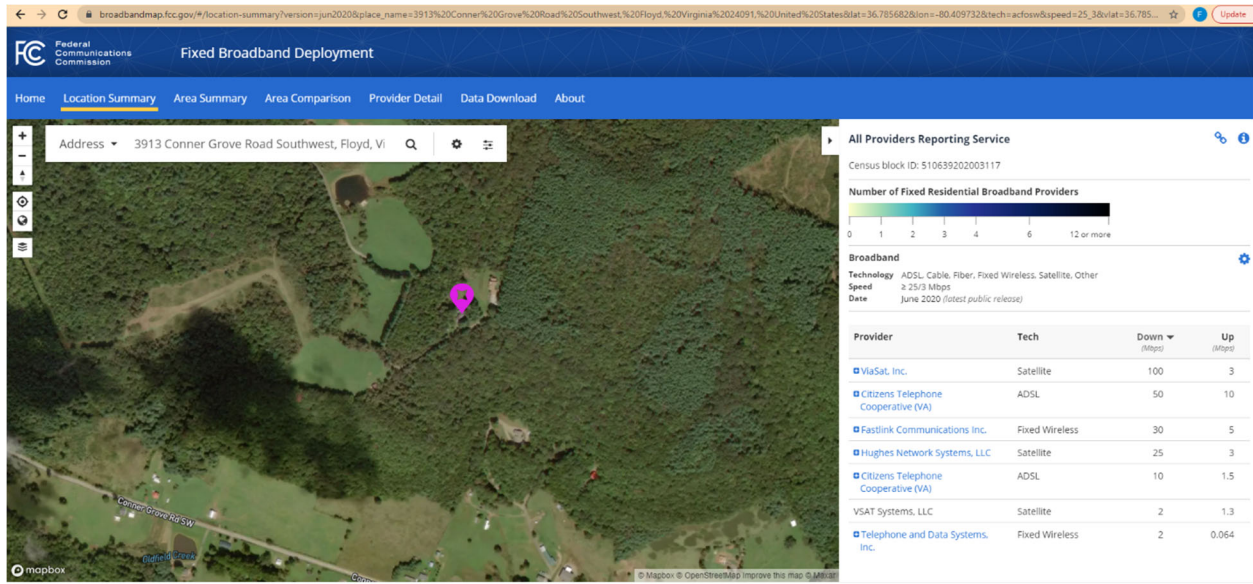 broadbandmap.fcc.gov/#/location-summary?version=jun2020&place_name=3913%20Conner%20Grove%20Road%20Southwest,%20Floyd,%20Virginia%2024091,%20United%20States&lat=36.785682&lon=-80.409732&tech=acfosw&speed=25_3&vlat=36.785...
F
Update
FC
Federal
Communications
Commission
Fixed Broadband Deployment
Home Location Summary Area Summary Area Comparison Provider Detail Data Download About
Address 3913 Conner Grove Road Southwest, Floyd, Vi
Conner Grove Rd SW
Oldfield Creek
mapbox
© Mapbox © OpenStreetMap Improve this map © Maxar
All Providers Reporting Service
Census block ID: 510639202003117
Number of Fixed Residential Broadband Providers
0 1 2 3 4 6 12 or more
Broadband
Technology ADSL, Cable, Fiber, Fixed Wireless, Satellite, Other
Speed ≥ 25/3 Mbps
Date June 2020 (latest public release)
Provider Tech Down Up
(Mbps) (Mbps)
ViaSat, Inc. Satellite 100 3
Citizens Telephone ADSL 50 10
Cooperative (VA)
Fastlink Communications Inc. Fixed Wireless 30 5
Hughes Network Systems, LLC Satellite 25 3
Citizens Telephone ADSL 10 1.5
Cooperative (VA)
VSAT Systems, LLC Satellite 2 1.3
Telephone and Data Systems, Fixed Wireless 2 0.064
Inc.